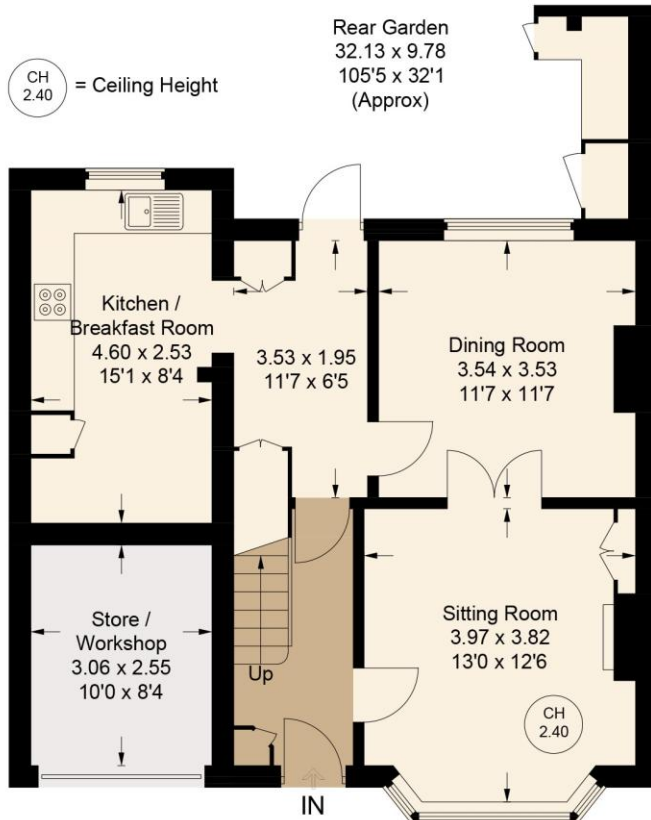 Rear Garden
32.13 x 9.78
105'5 x 32'1
(Approx)
CH
2.40
= Ceiling Height
Kitchen /
Breakfast Room
4.60 x 2.53
15'1 x 8'4
3.53 x 1.95
11'7 x 6'5
Dining Room
3.54 x 3.53
11'7 x 11'7
Store /
Workshop
3.06 x 2.55
10'0 x 8'4
Up
Sitting Room
3.97 x 3.82
13'0 x 12'6
CH
2.40
IN